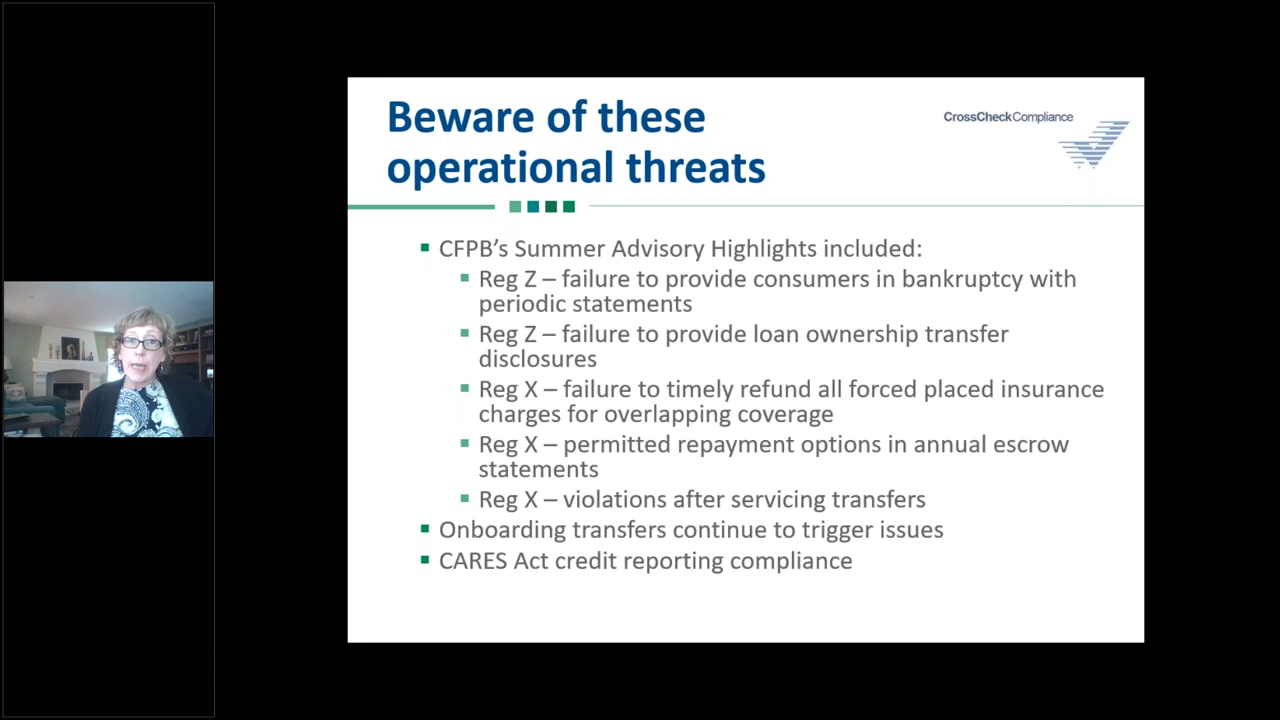 Beware of these
operational threats
CrossCheckCompliance
CFPB’s Summer Advisory Highlights included:
Reg Z – failure to provide consumers in bankruptcy with
periodic statements
Reg Z – failure to provide loan ownership transfer
disclosures
Reg X – failure to timely refund all forced placed insurance
charges for overlapping coverage
Reg X – permitted repayment options in annual escrow
statements
Reg X – violations after servicing transfers
Onboarding transfers continue to trigger issues
CARES Act credit reporting compliance